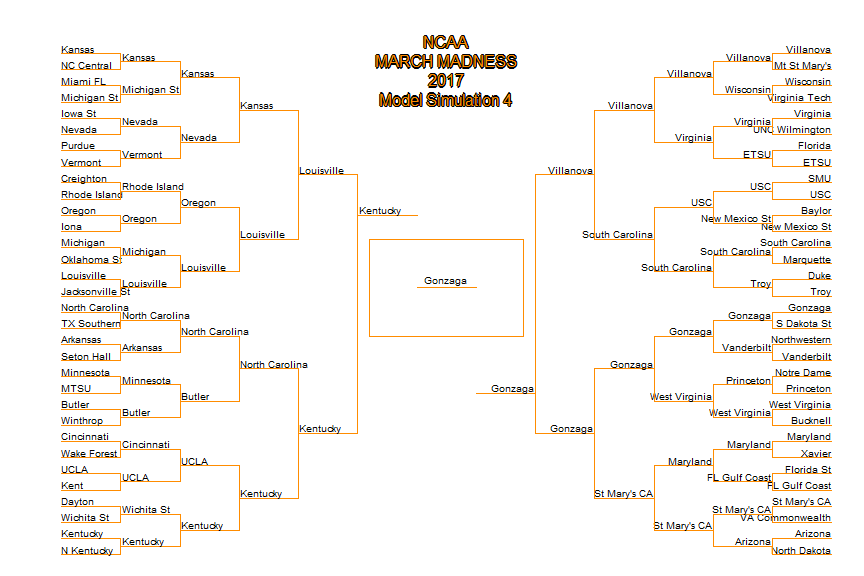 NCAA
MARCH MADNESS
2017
Model Simulation 4
Kansas
NC Central
Miami FL
Michigan St
Iowa St
Nevada
Purdue
Vermont
Creighton
Rhode Island
Oregon
Iona
Michigan
Oklahoma St
Louisville
Jacksonville St
North Carolina
TX Southern
Arkansas
Seton Hall
Minnesota
MTSU
Butler
Winthrop
Cincinnati
Wake Forest
UCLA
Kent
Dayton
Wichita St
Kentucky
N Kentucky
Kansas
Michigan St
Nevada
Vermont
Rhode Island
Oregon
Michigan
Louisville
North Carolina
Arkansas
Minnesota
Butler
Cincinnati
UCLA
Wichita St
Kentucky
Kansas
Nevada
Oregon
Louisville
North Carolina
Butler
UCLA
Kentucky
Kansas
Louisville
North Carolina
Kentucky
Louisville
Kentucky
Kentucky
Gonzaga
Gonzaga
Villanova
Gonzaga
Villanova
South Carolina
Gonzaga
St Mary's CA
Villanova
Virginia
USC
South Carolina
Gonzaga
West Virginia
Maryland
St Mary's CA
Villanova
Wisconsin
Virginia
ETSU
USC
New Mexico St
South Carolina
Troy
Gonzaga
Vanderbilt
Princeton
West Virginia
Maryland
FL Gulf Coast
St Mary's CA
Arizona
Villanova
Mt St Mary's
Wisconsin
Virginia Tech
Virginia
UNC Wilmington
Florida
ETSU
SMU
USC
Baylor
New Mexico St
South Carolina
Marquette
Duke
Troy
Gonzaga
S Dakota St
Northwestern
Vanderbilt
Notre Dame
Princeton
West Virginia
Bucknell
Maryland
Xavier
Florida St
FL Gulf Coast
St Mary's CA
VA Commonwealth
Arizona
North Dakota